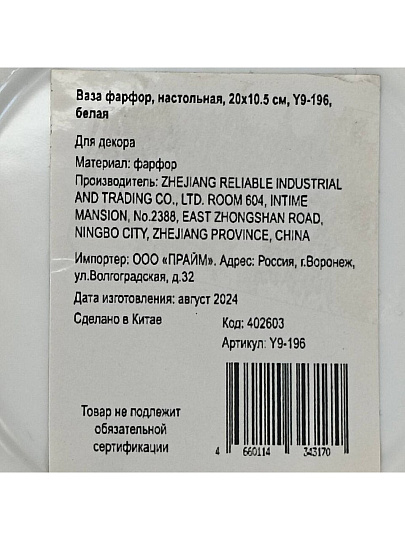 Ваза фарфор, настольная, 20х10.5 см, Y9-196,
белая
Для декора
Материал: фарфор
Производитель: ZHEJIANG RELIABLE INDUSTRIAL
AND TRADING CO., LTD. ROOM 604, INTIME
MANSION, No.2388, EAST ZHONGSHAN ROAD,
NINGBO CITY, ZHEJIANG PROVINCE, CHINA
Импортер: ООО «ПРАЙМ». Адрес: Россия, г.Воронеж,
ул.Волгоградская, д.32
Дата изготовления: август 2024
Сделано в Китае
Код: 402603
Артикул: Y9-196
Товар не подлежит
обязательной
сертификации
4 660114 343170